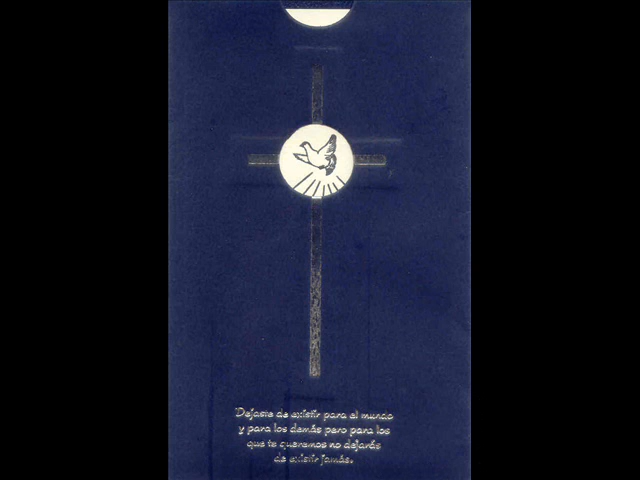 Dejaste de existir para el mundo
y para los demás pero para los
que te queremos no dejarás
de existir jamás.